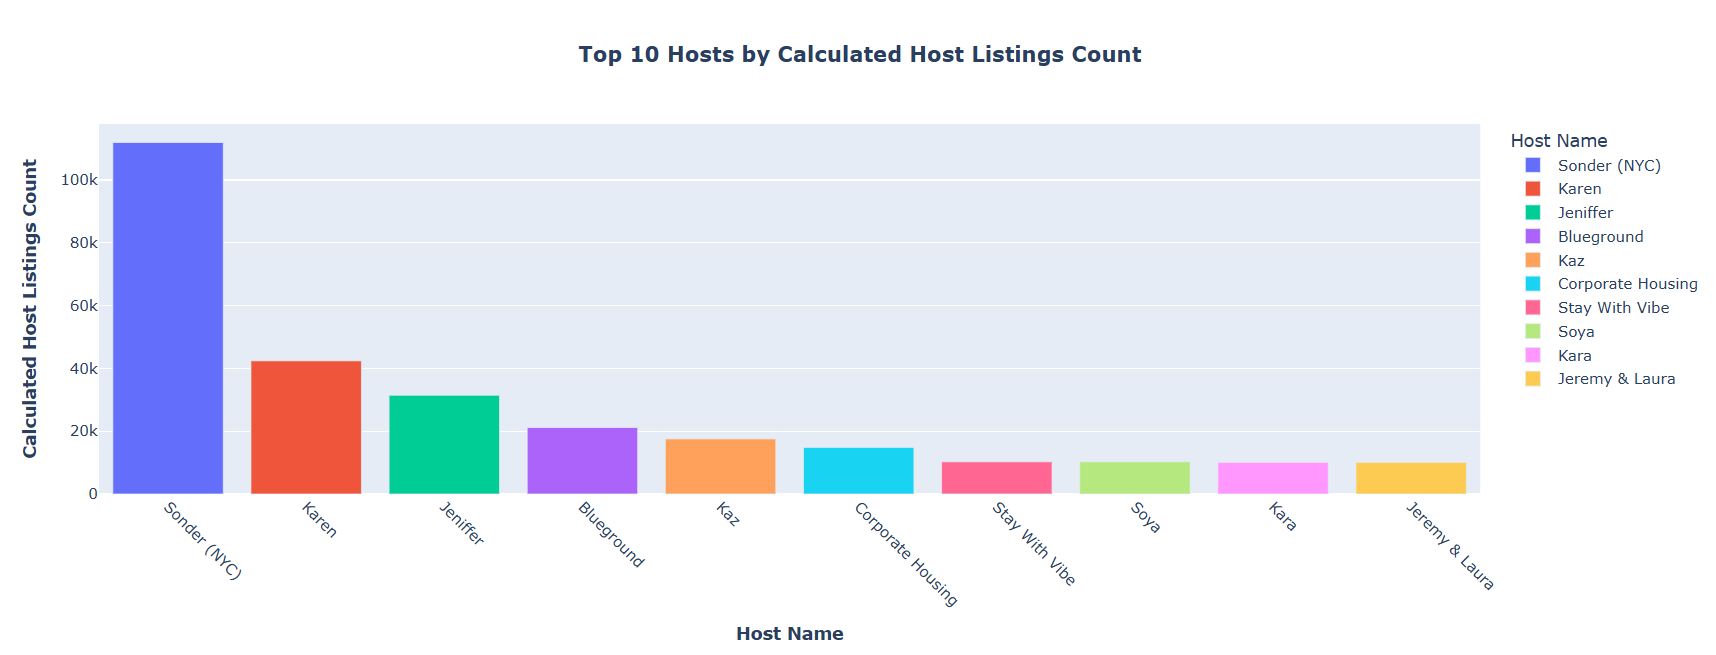 Top 10 Hosts by Calculated Host Listings Count
Calculated Host Listings Count
100k
80k
60k
40k
20k
0
Sonder (NYC)
Karen
Jeniffer
Blueground
Kaz
Corporate Housing
Stay With Vibe
Soya
Kara
Jeremy & Laura
Host Name
Host Name
Sonder (NYC)
Karen
Jeniffer
Blueground
Kaz
Corporate Housing
Stay With Vibe
Soya
Kara
Jeremy & Laura